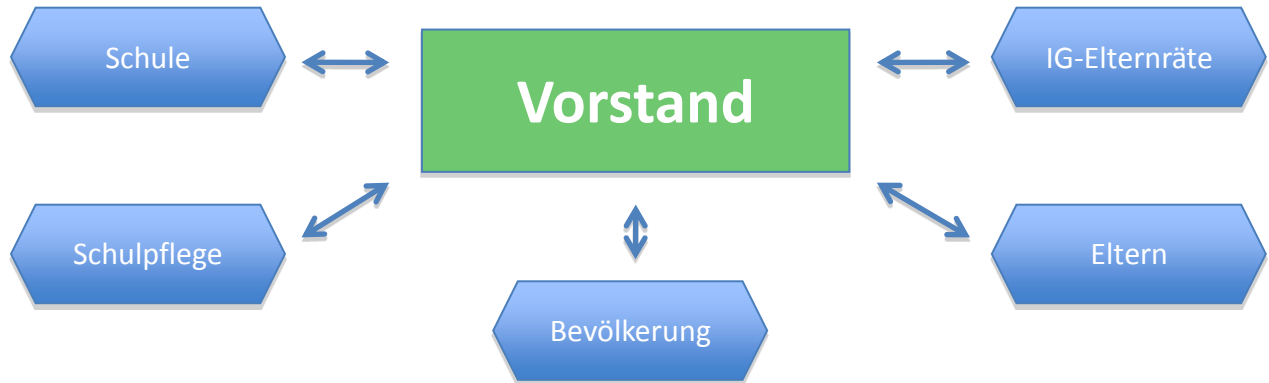 Schule
IG-Elternräte
Vorstand
Schulpflege
Eltern
Bevölkerung